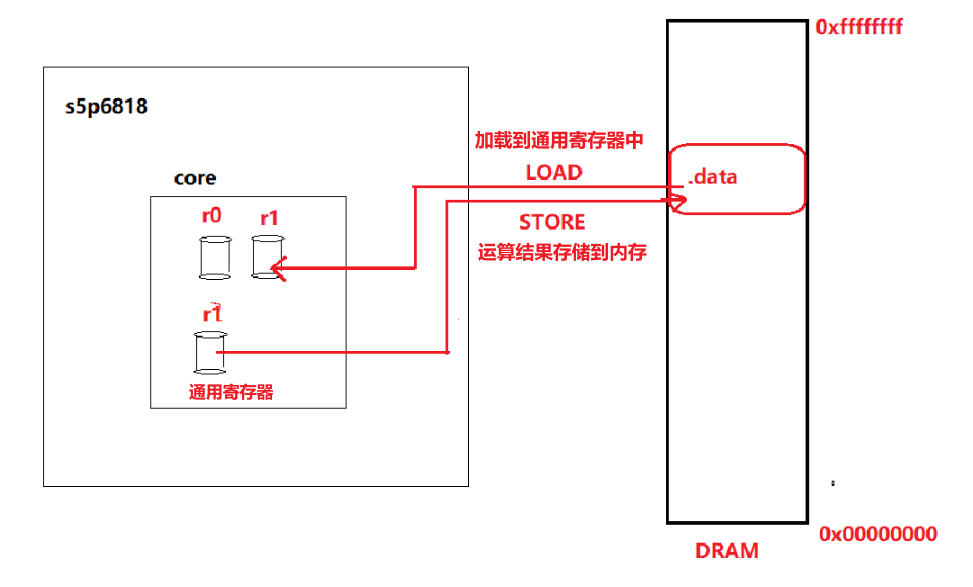 0xffffffff
s5p6818
加载到通用寄存器中
LOAD
.data
core
r0
r1
STORE
运算结果存储到内存
r1
通用寄存器
0x00000000
DRAM